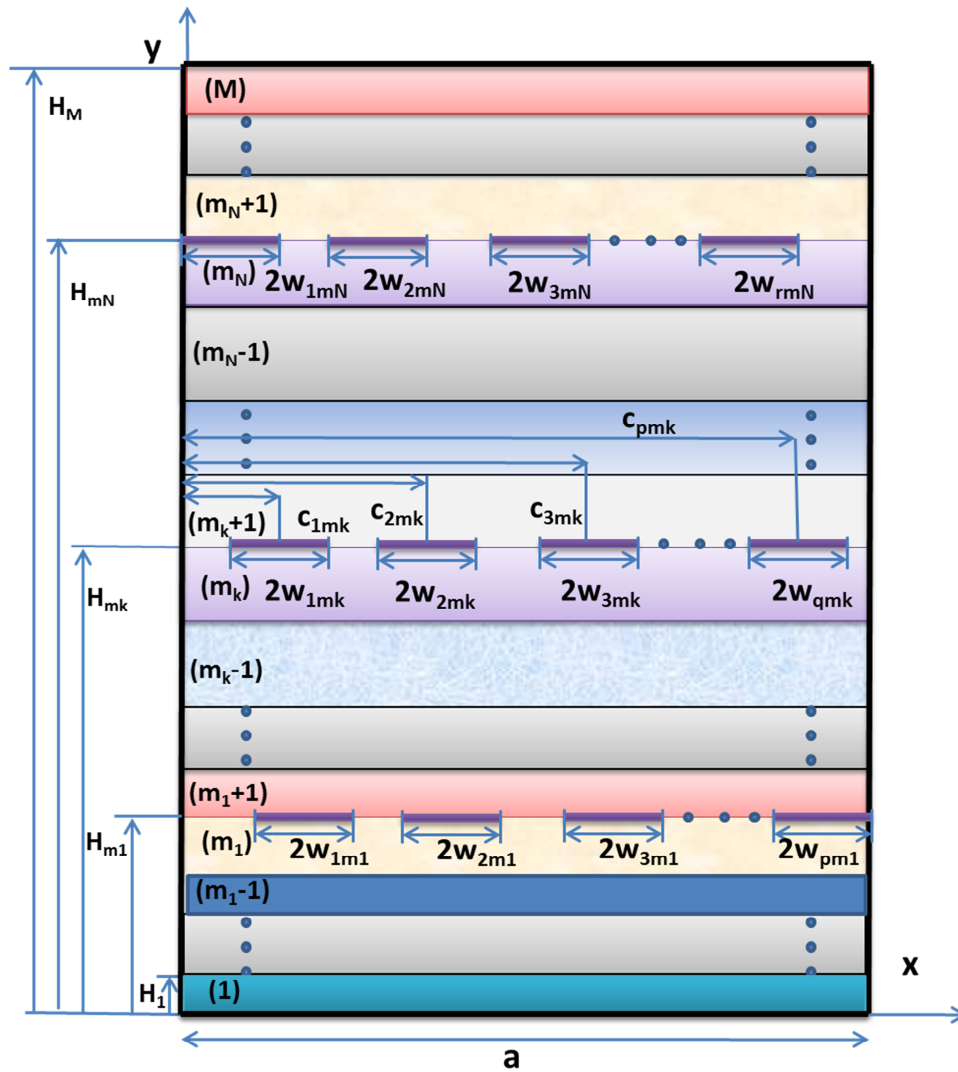 y
(M)
H_M
(m_N+1)
(m_N)
2w_1mN
2w_2mN
2w_3mN
2w_rmN
H_mN
(m_N-1)
c_pmk
(m_k+1)
c_1mk
c_2mk
c_3mk
(m_k)
2w_1mk
2w_2mk
2w_3mk
2w_qmk
H_mk
(m_k-1)
(m_1+1)
H_m1
(m_1)
2w_1m1
2w_2m1
2w_3m1
2w_pm1
(m_1-1)
x
H_1
(1)
a